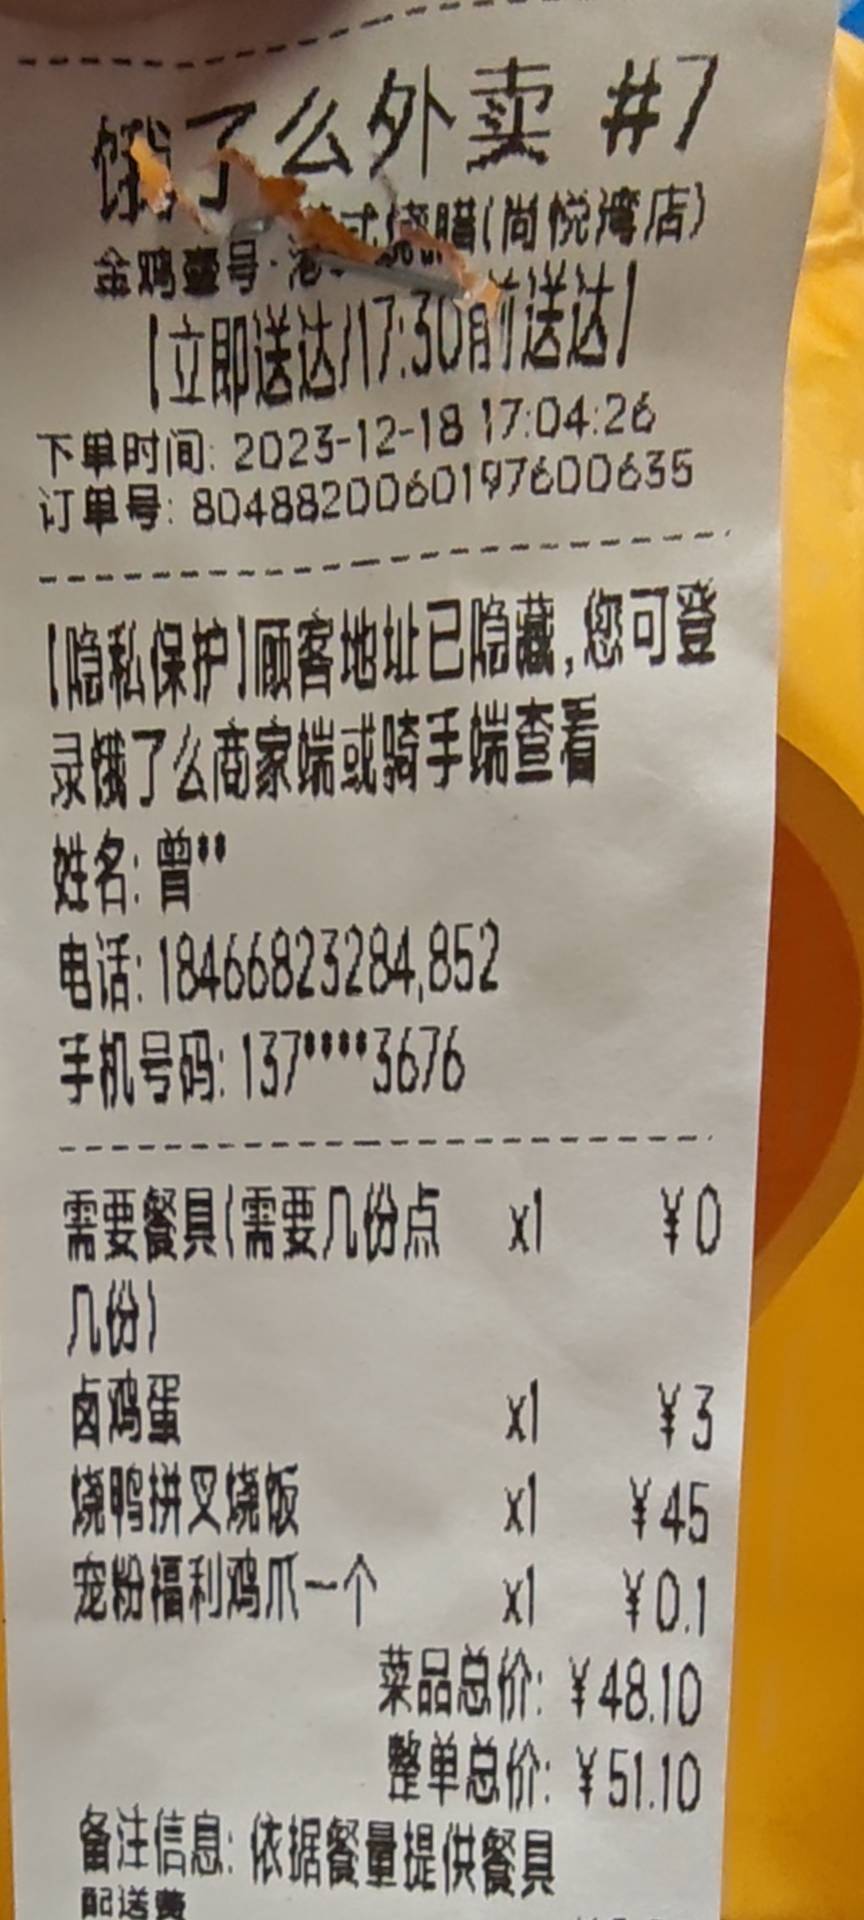 饿了么外卖 #7
金鸡壹号·港式烧腊(尚悦湾店)
【立即送达/17:30前送达】
下单时间: 2023-12-18 17:04:26
订单号: 8048820060197600635
【隐私保护】顾客地址已隐藏,您可登
录饿了么商家端或骑手端查看
姓名: 曾**
电话: 18466823284,852
手机号码: 137****3676
需要餐具(需要几份点 x1 ¥0
几份)
卤鸡蛋 x1 ¥3
烧鸭拼叉烧饭 x1 ¥45
宠粉福利鸡爪一个 x1 ¥0.1
菜品总价: ¥48.10
整单总价: ¥51.10
备注信息: 依据餐量提供餐具
配送费